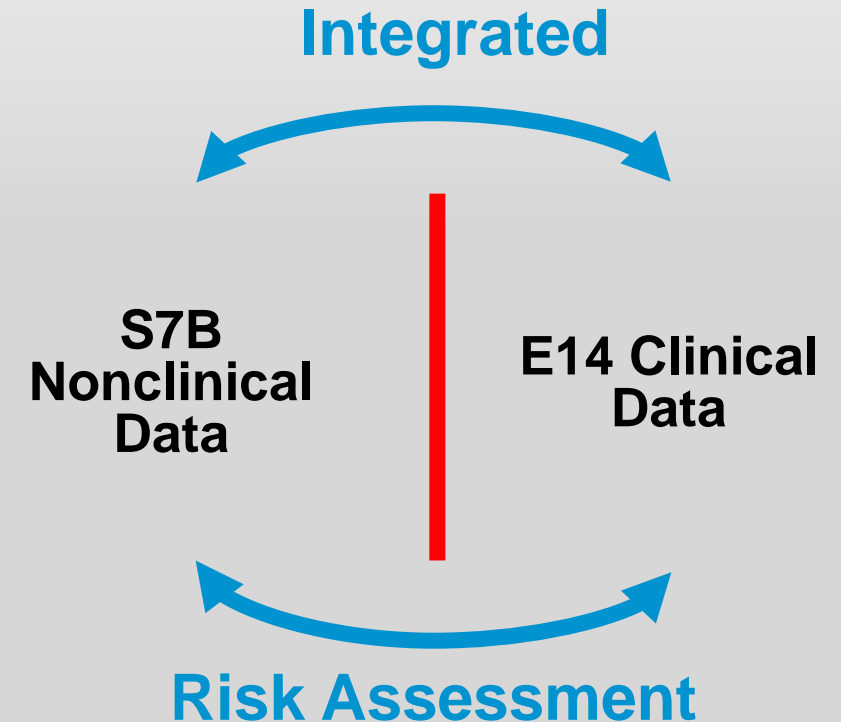 Integrated
S7B
Nonclinical
Data
E14 Clinical
Data
Risk Assessment